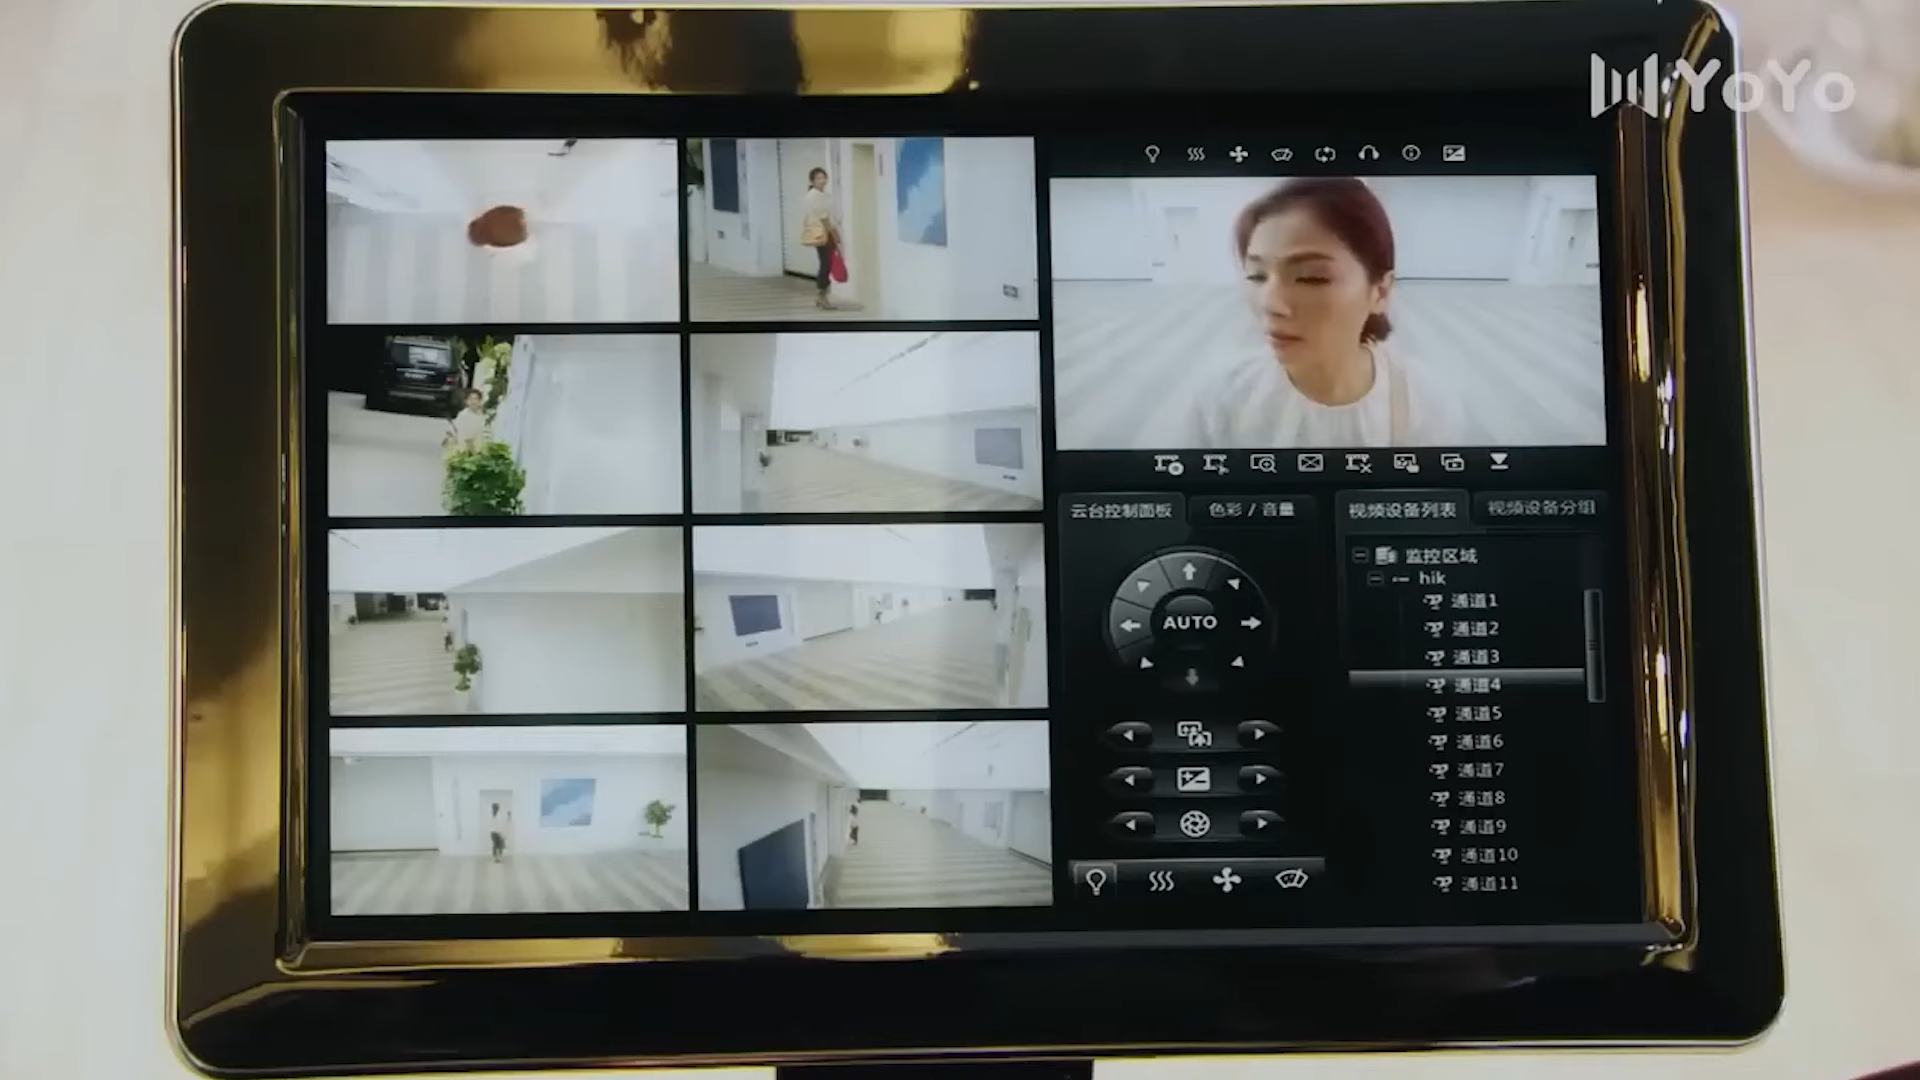 YoYo
云台控制面板
色彩 / 音量
视频设备列表
视频设备分组
监控区域
hik
AUTO
通道1
通道2
通道3
通道4
通道5
通道6
通道7
通道8
通道9
通道10
通道11